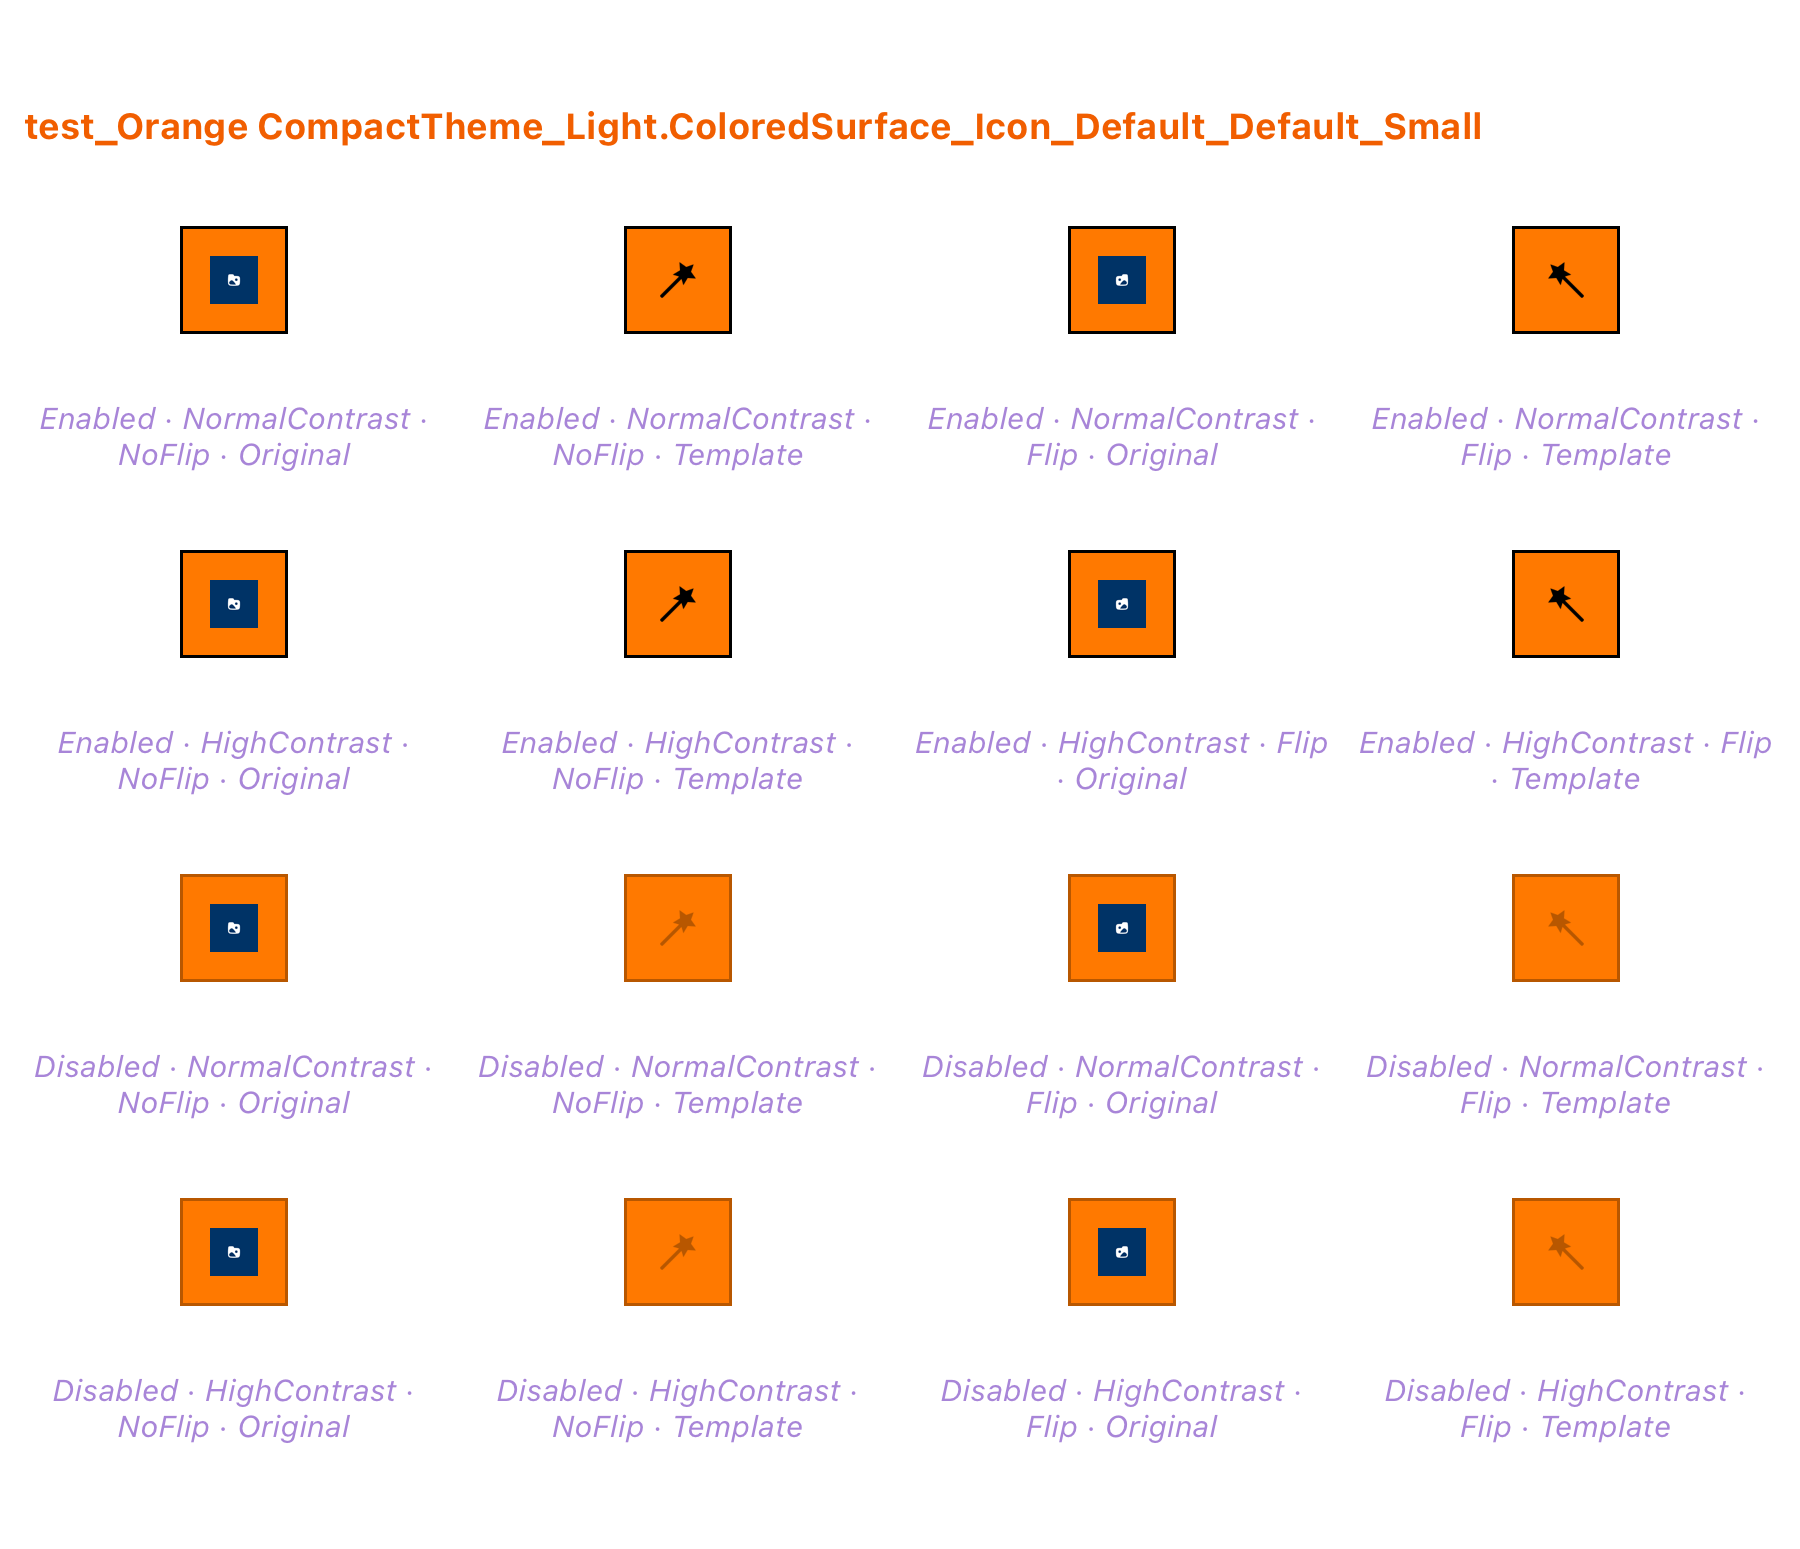 test_Orange CompactTheme_Light.ColoredSurface_Icon_Default_Default_Small
Enabled · NormalContrast ·
NoFlip · Original
Enabled · NormalContrast ·
NoFlip · Template
Enabled · NormalContrast ·
Flip · Original
Enabled · NormalContrast ·
Flip · Template
Enabled · HighContrast ·
NoFlip · Original
Enabled · HighContrast ·
NoFlip · Template
Enabled · HighContrast · Flip
· Original
Enabled · HighContrast · Flip
· Template
Disabled · NormalContrast ·
NoFlip · Original
Disabled · NormalContrast ·
NoFlip · Template
Disabled · NormalContrast ·
Flip · Original
Disabled · NormalContrast ·
Flip · Template
Disabled · HighContrast ·
NoFlip · Original
Disabled · HighContrast ·
NoFlip · Template
Disabled · HighContrast ·
Flip · Original
Disabled · HighContrast ·
Flip · Template